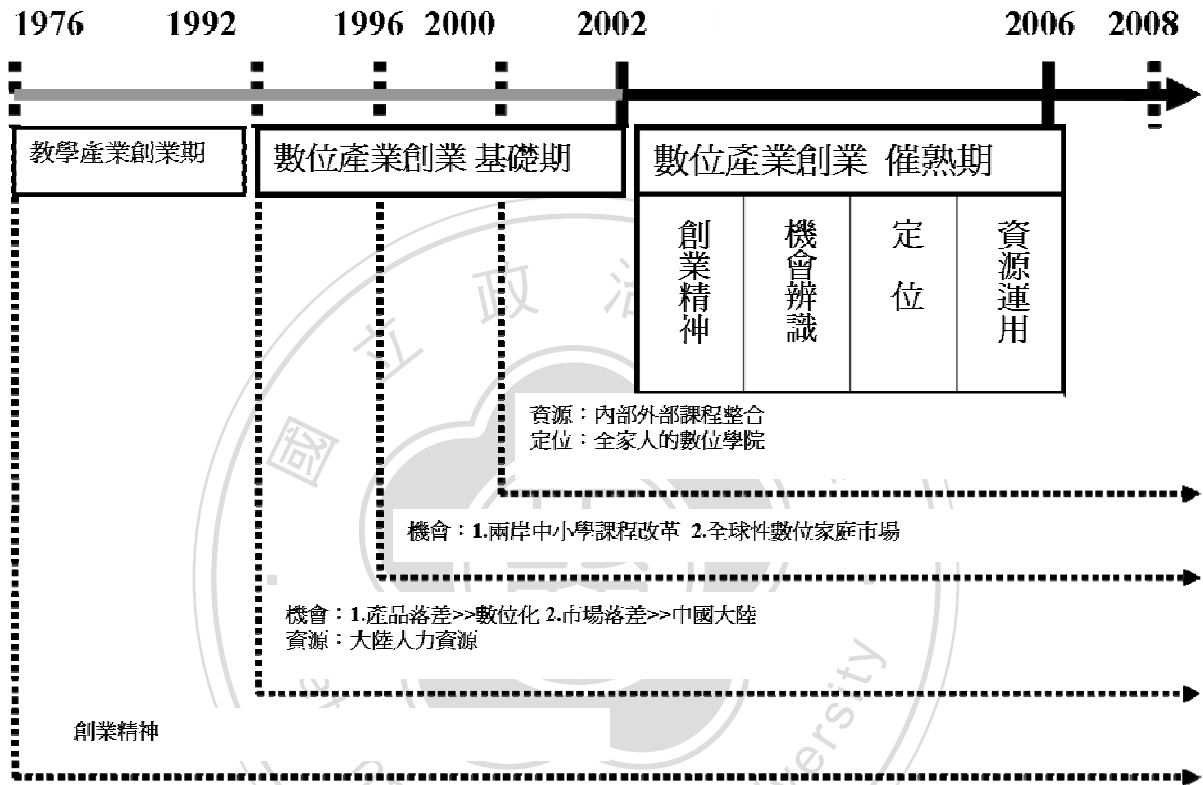 1976 1992 1996 2000 2002 2006 2008
教學產業創業期
數位產業創業 基礎期
數位產業創業 催熟期
創業精神
機會辨識
定位
資源運用
資源：內部外部課程整合
定位：全家人的數位學院
機會：1.兩岸中小學課程改革 2.全球性數位家庭市場
機會：1.產品落差>>數位化 2.市場落差>>中國大陸
資源：大陸人力資源
創業精神
國立政治
ersity